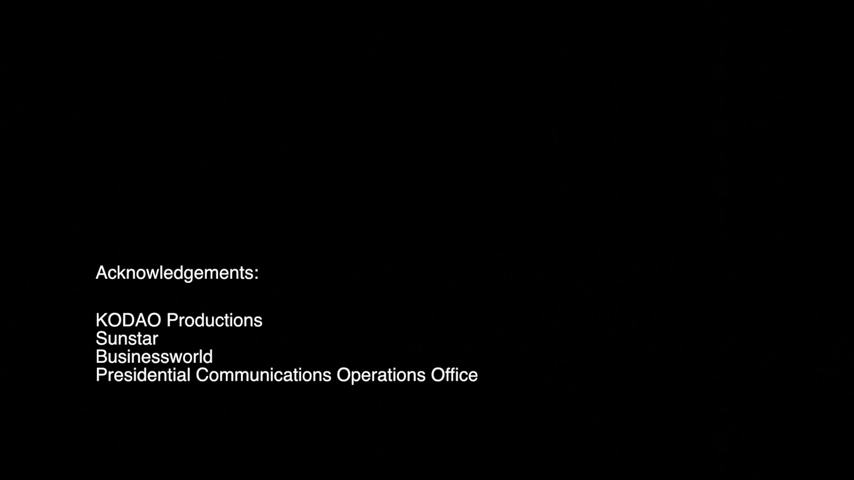 Acknowledgements:
KODAO Productions
Sunstar
Businessworld
Presidential Communications Operations Office